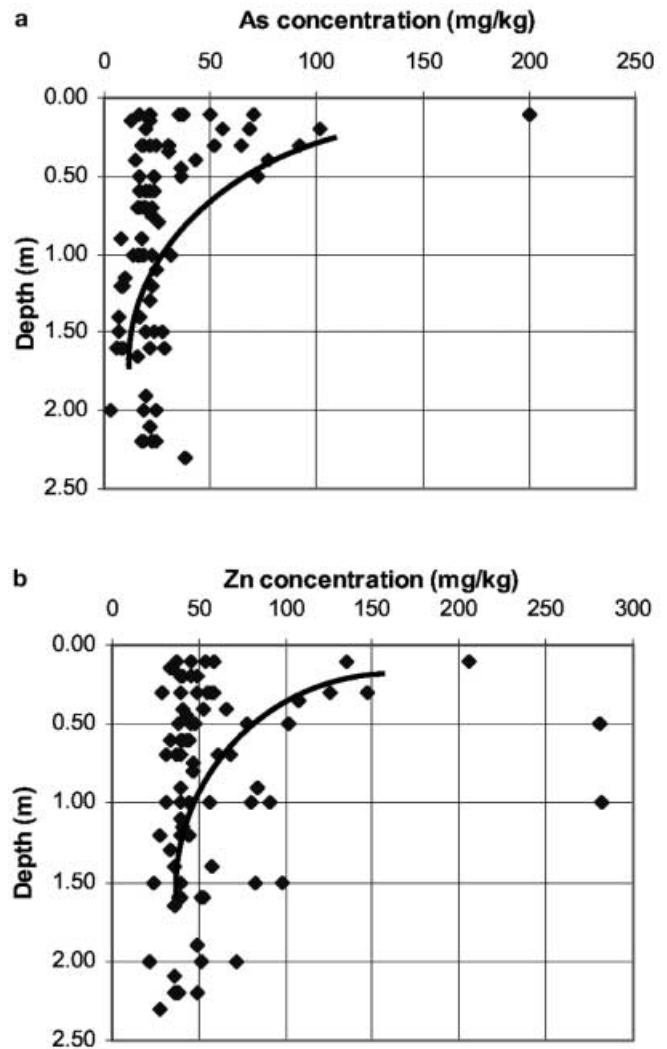 a
As concentration (mg/kg)
0 50 100 150 200 250
0.00
0.50
1.00
1.50
2.00
2.50
Depth (m)
b
Zn concentration (mg/kg)
0 50 100 150 200 250 300
0.00
0.50
1.00
1.50
2.00
2.50
Depth (m)